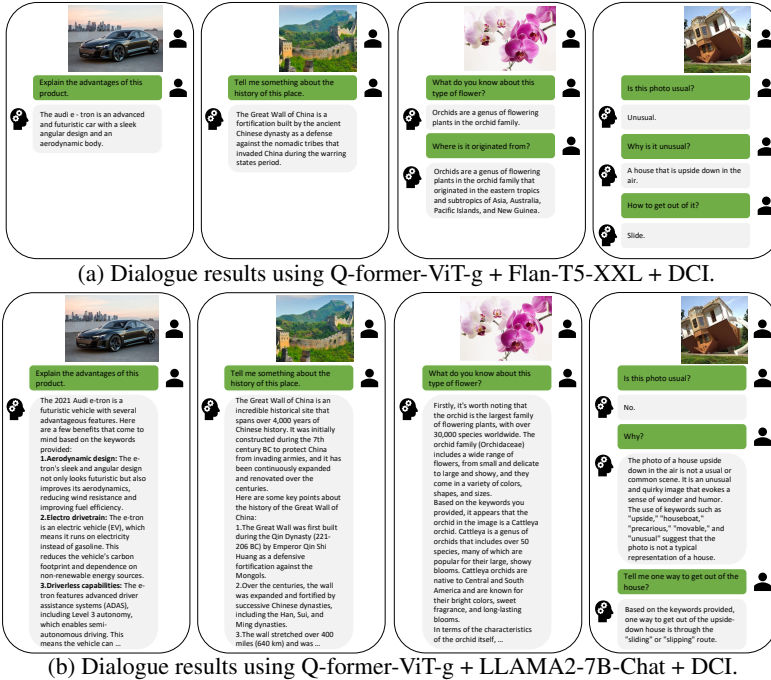 Explain the advantages of this
product.
The audi e - tron is an advanced
and futuristic car with a sleek
angular design and an
aerodynamic body.
Tell me something about the
history of this place.
The Great Wall of China is a
fortification built by the ancient
Chinese dynasty as a defense
against the nomadic tribes that
invaded China during the warring
states period.
What do you know about this
type of flower?
Orchids are a genus of flowering
plants in the orchid family.
Where is it originated from?
Orchids are a genus of flowering
plants in the orchid family that
originated in the eastern tropics
and subtropics of Asia, Australia,
Pacific Islands, and New Guinea.
Is this photo usual?
Unusual.
Why is it unusual?
A house that is upside down in the
air.
How to get out of it?
Slide.
(a) Dialogue results using Q-former-ViT-g + Flan-T5-XXL + DCI.
Explain the advantages of this
product.
The 2021 Audi e-tron is a
futuristic vehicle with several
advantageous features. Here
are a few benefits that come to
mind based on the keywords
provided:
1.Aerodynamic design: The e-
tron's sleek and angular design
not only looks futuristic but also
improves its aerodynamics,
reducing wind resistance and
improving fuel efficiency.
2.Electro drivetrain: The e-tron
is an electric vehicle (EV), which
means it runs on electricity
instead of gasoline. This
reduces the vehicle's carbon
footprint and dependence on
non-renewable energy sources.
3.Driverless capabilities: The e-
tron features advanced driver
assistance systems (ADAS),
including Level 3 autonomy,
which enables semi-
autonomous driving. This
means the vehicle can ...
Tell me something about the
history of this place.
The Great Wall of China is an
incredible historical site that
spans over 4,000 years of
Chinese history. It was initially
constructed during the 7th
century BC to protect China
from invading armies, and it has
been continuously expanded
and renovated over the
centuries.
Here are some key points about
the history of the Great Wall of
China:
1.The Great Wall was first built
during the Qin Dynasty (221-
206 BC) by Emperor Qin Shi
Huang as a defensive
fortification against the
Mongols.
2.Over the centuries, the wall
was expanded and fortified by
successive Chinese dynasties,
including the Han, Sui, and
Ming dynasties.
3.The wall stretched over 400
miles (640 km) and was ...
What do you know about this
type of flower?
Firstly, it's worth noting that
the orchid is the largest family
of flowering plants, with over
30,000 species worldwide. The
orchid family (Orchidaceae)
includes a wide range of
flowers, from small and delicate
to large and showy, and they
come in a variety of colors,
shapes, and sizes.
Based on the keywords you
provided, it appears that the
orchid in the image is a Cattleya
orchid. Cattleya is a genus of
orchids that includes over 50
species, many of which are
popular for their large, showy
blooms. Cattleya orchids are
native to Central and South
America and are known for
their bright colors, sweet
fragrance, and long-lasting
blooms.
In terms of the characteristics
of the orchid itself, ...
Is this photo usual?
No.
Why?
The photo of a house upside
down in the air is not a usual or
common scene. It is an unusual
and quirky image that evokes a
sense of wonder and humor.
The use of keywords such as
"upside," "houseboat,"
"precarious," "movable," and
"unusual" suggest that the
photo is not a typical
representation of a house.
Tell me one way to get out of the
house?
Based on the keywords provided,
one way to get out of the upside-
down house is through the
"sliding" or "slipping" route.
(b) Dialogue results using Q-former-ViT-g + LLAMA2-7B-Chat + DCI.